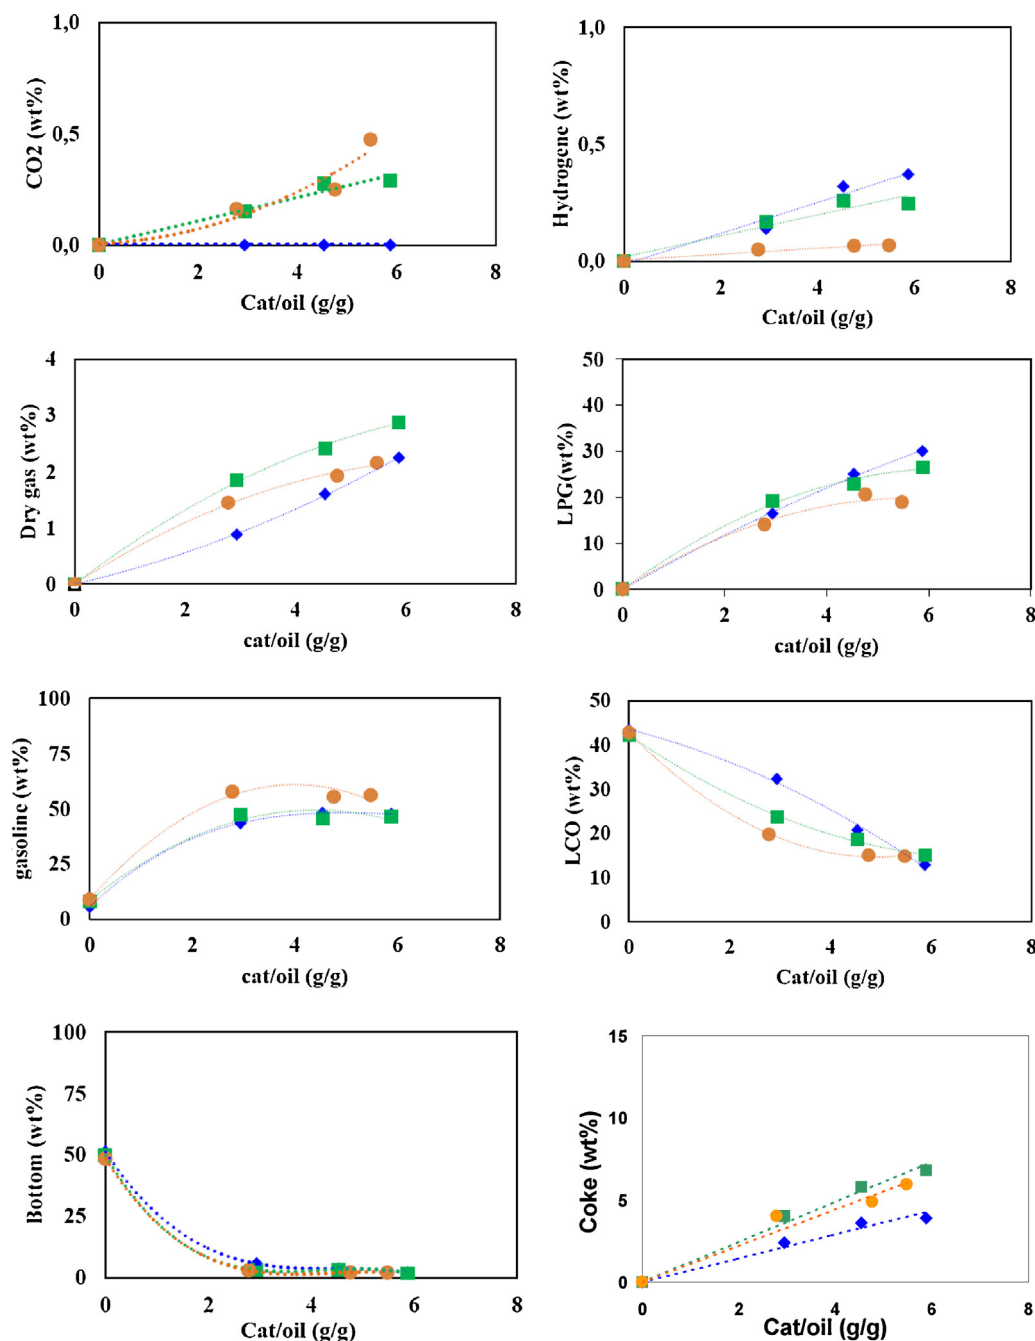 1,0
0,5
0,0
CO2 (wt%)
0 2 4 6 8
Cat/oil (g/g)
1,0
0,5
0,0
Hydrogene (wt%)
0 2 4 6 8
Cat/oil (g/g)
4
3
2
1
0
Dry gas (wt%)
0 2 4 6 8
cat/oil (g/g)
50
40
30
20
10
0
LPG(wt%)
0 2 4 6 8
cat/oil (g/g)
100
75
50
25
0
gasoline (wt%)
0 2 4 6 8
cat/oil (g/g)
50
40
30
20
10
0
LCO (wt%)
0 2 4 6 8
Cat/oil (g/g)
100
75
50
25
0
Bottom (wt%)
0 2 4 6 8
Cat/oil (g/g)
15
10
5
0
Coke (wt%)
0 2 4 6 8
Cat/oil (g/g)